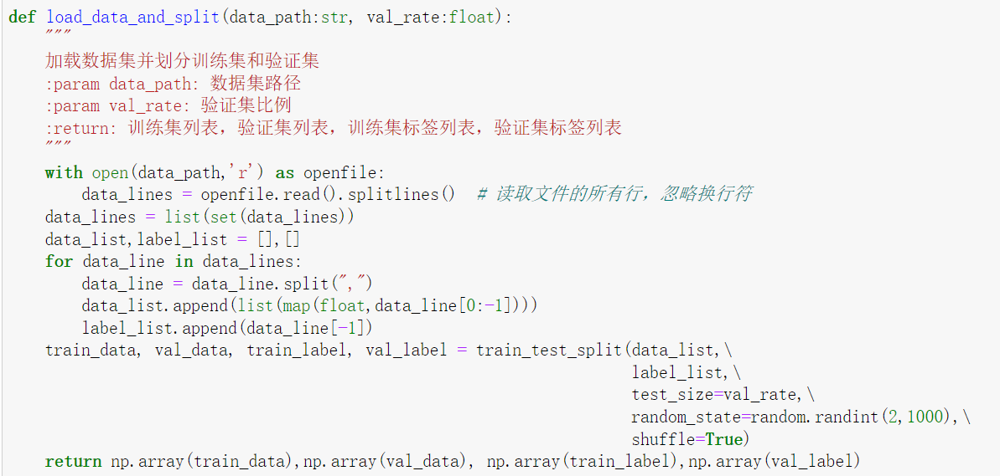 def load_data_and_split(data_path:str, val_rate:float):
    """
    加载数据集并划分训练集和验证集
    :param data_path: 数据集路径
    :param val_rate: 验证集比例
    :return: 训练集列表，验证集列表，训练集标签列表，验证集标签列表
    """
    with open(data_path,'r') as openfile:
        data_lines = openfile.read().splitlines()  # 读取文件的所有行，忽略换行符
    data_lines = list(set(data_lines))
    data_list,label_list = [],[]
    for data_line in data_lines:
        data_line = data_line.split(",")
        data_list.append(list(map(float,data_line[0:-1])))
        label_list.append(data_line[-1])
    train_data, val_data, train_label, val_label = train_test_split(data_list,\
                                                                    label_list,\
                                                                    test_size=val_rate,\
                                                                    random_state=random.randint(2,1000),\
                                                                    shuffle=True)
    return np.array(train_data),np.array(val_data), np.array(train_label),np.array(val_label)